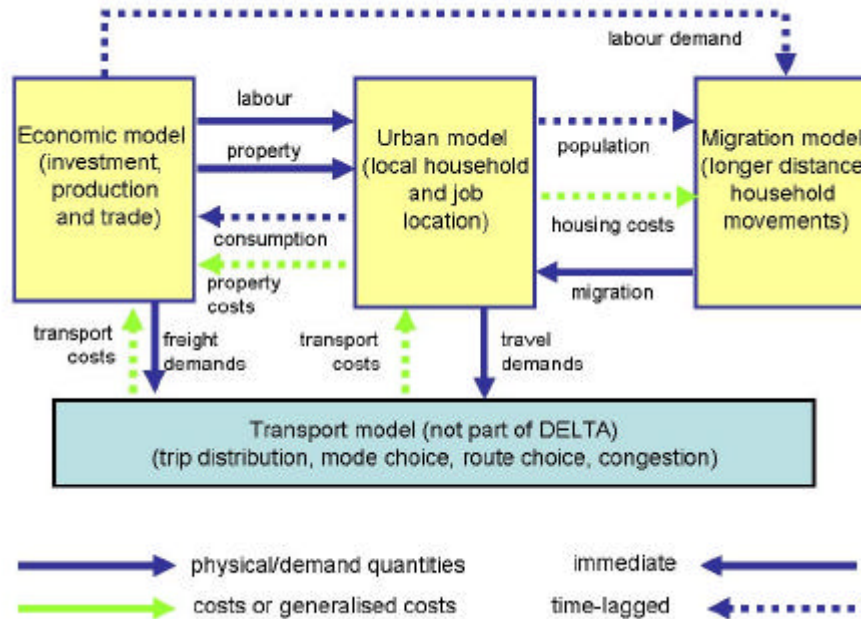 labour demand
Economic model
(investment,
production
and trade)
labour
property
consumption
property
costs
Urban model
(local household
and job
location)
population
housing costs
migration
Migration model
(longer distance
household
movements)
transport
costs
freight
demands
transport
costs
travel
demands
Transport model (not part of DELTA)
(trip distribution, mode choice, route choice, congestion)
physical/demand quantities
immediate
costs or generalised costs
time-lagged